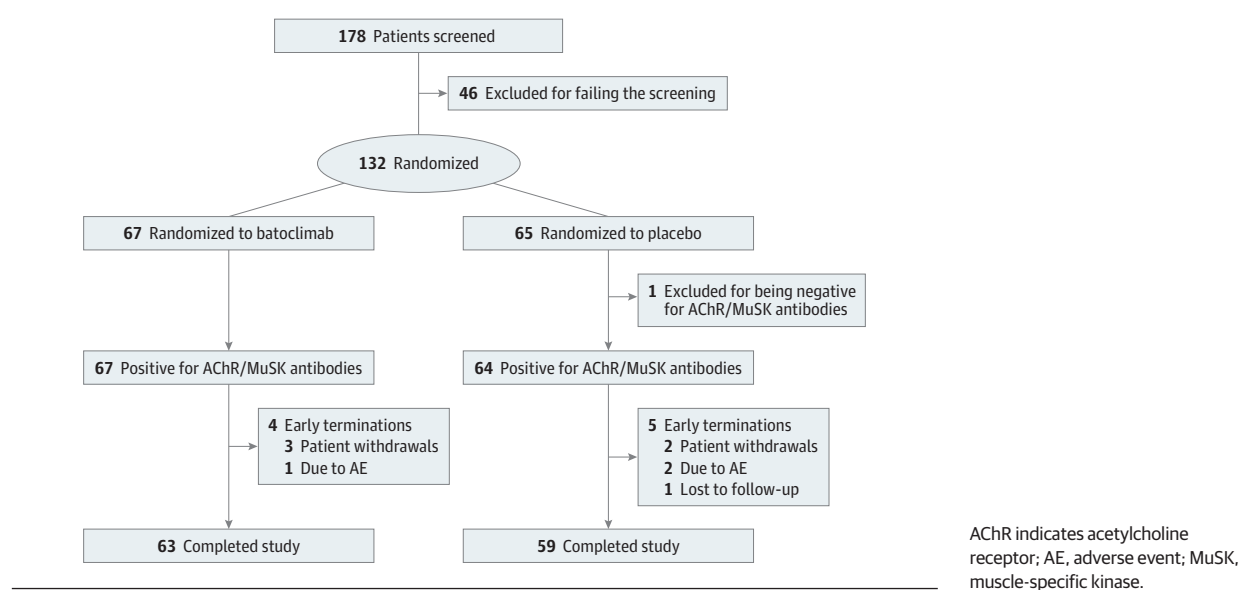 178 Patients screened
46 Excluded for failing the screening
132 Randomized
67 Randomized to batoclimab
65 Randomized to placebo
1 Excluded for being negative
for AChR/MuSK antibodies
67 Positive for AChR/MuSK antibodies
64 Positive for AChR/MuSK antibodies
4 Early terminations
3 Patient withdrawals
1 Due to AE
5 Early terminations
2 Patient withdrawals
2 Due to AE
1 Lost to follow-up
63 Completed study
59 Completed study
AChR indicates acetylcholine
receptor; AE, adverse event; MuSK,
muscle-specific kinase.